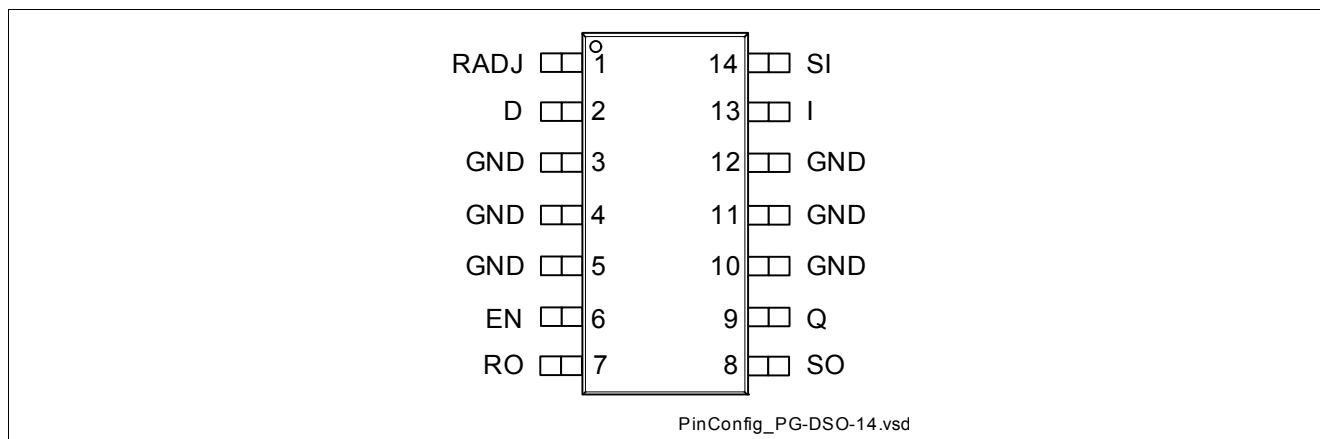 RADJ 1 14 SI
D 2 13 I
GND 3 12 GND
GND 4 11 GND
GND 5 10 GND
EN 6 9 Q
RO 7 8 SO
PinConfig_PG-DSO-14.vsd